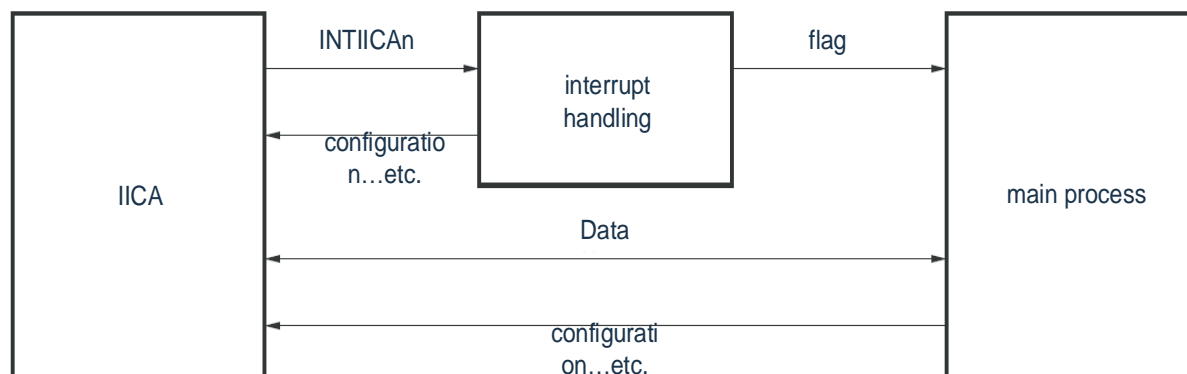 INTIICAn
flag
interrupt
handling
configuratio
n…etc.
IICA
main process
Data
configurati
on…etc.